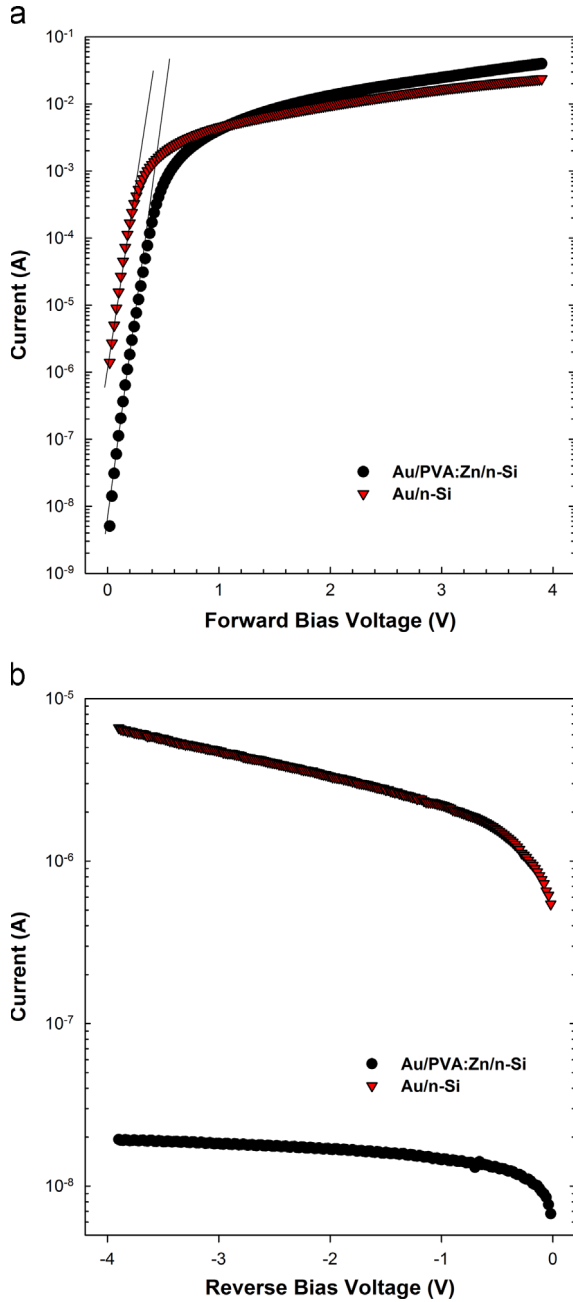 a
10⁻¹
10⁻²
10⁻³
10⁻⁴
10⁻⁵
10⁻⁶
10⁻⁷
10⁻⁸
10⁻⁹
Current (A)
Au/PVA:Zn/n-Si
Au/n-Si
0 1 2 3 4
Forward Bias Voltage (V)
b
10⁻⁵
10⁻⁶
10⁻⁷
10⁻⁸
Current (A)
Au/PVA:Zn/n-Si
Au/n-Si
-4 -3 -2 -1 0
Reverse Bias Voltage (V)